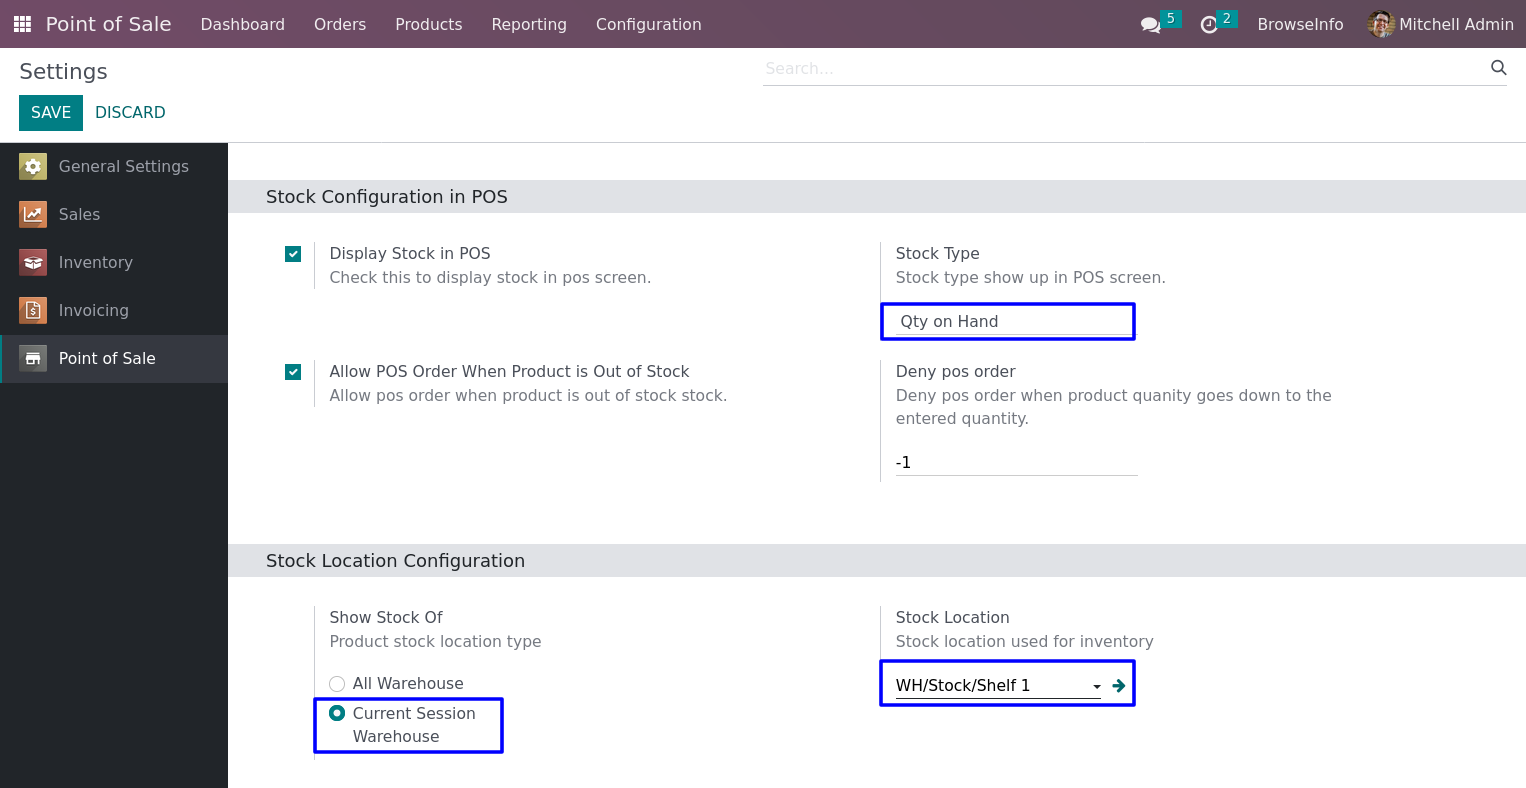 Point of Sale Dashboard Orders Products Reporting Configuration 5 2 BrowseInfo Mitchell Admin
Settings
Search...
SAVE DISCARD
General Settings
Sales
Inventory
Invoicing
Point of Sale
Stock Configuration in POS
Display Stock in POS
Check this to display stock in pos screen.
Stock Type
Stock type show up in POS screen.
Qty on Hand
Allow POS Order When Product is Out of Stock
Allow pos order when product is out of stock stock.
Deny pos order
Deny pos order when product quanity goes down to the
entered quantity.
-1
Stock Location Configuration
Show Stock Of
Product stock location type
All Warehouse
Current Session
Warehouse
Stock Location
Stock location used for inventory
WH/Stock/Shelf 1